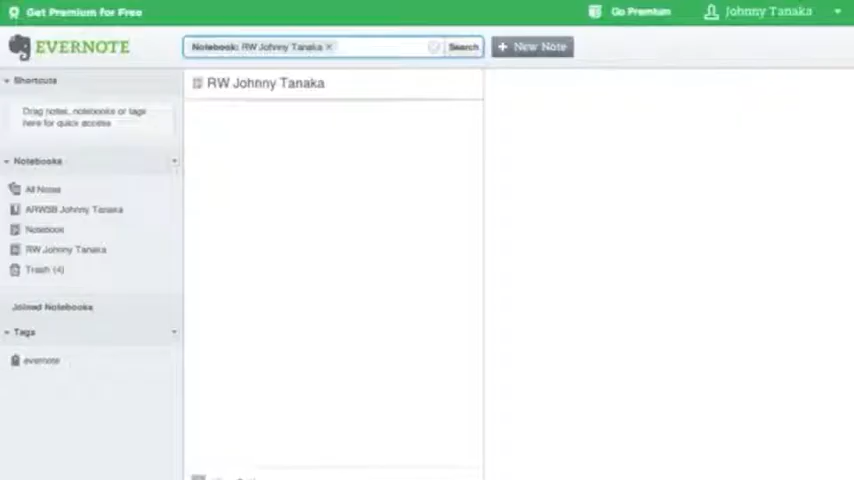 Get Premium for Free
Go Premium
Johnny Tanaka
EVERNOTE
Notebook: RW Johnny Tanaka ×
Search
+ New Note
Shortcuts
Drag notes, notebooks or tags
here for quick access
RW Johnny Tanaka
Notebooks
All Notes
ARWSB Johnny Tanaka
Notebook
RW Johnny Tanaka
Trash (4)
Joined Notebooks
Tags
evernote